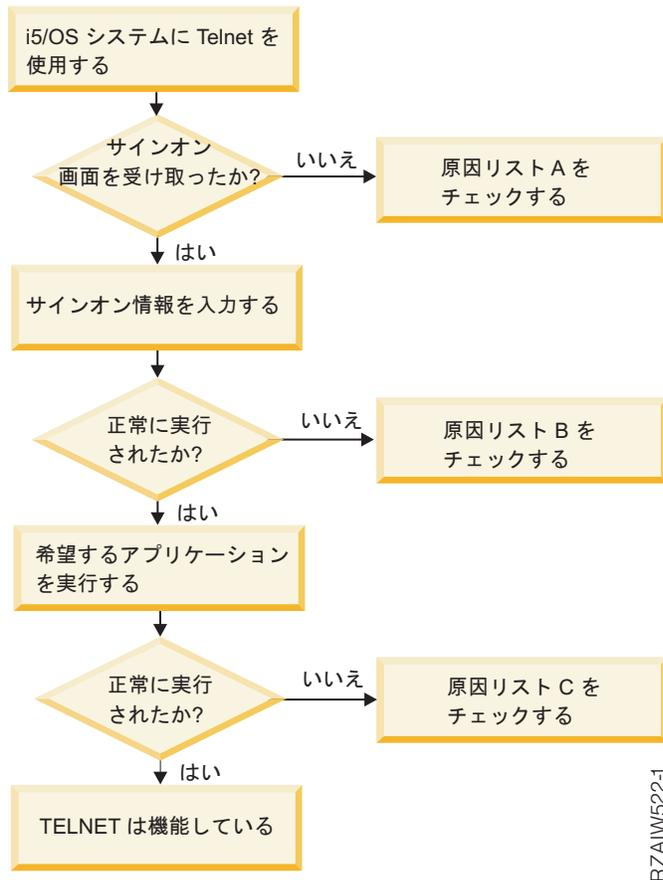 i5/OS システムに Telnet を
使用する
サインオン
画面を受け取ったか?
いいえ
原因リスト A を
チェックする
はい
サインオン情報を入力する
正常に実行
されたか?
いいえ
原因リスト B を
チェックする
はい
希望するアプリケーション
を実行する
正常に実行
されたか?
いいえ
原因リスト C を
チェックする
はい
TELNET は機能している
RZAIW522-1